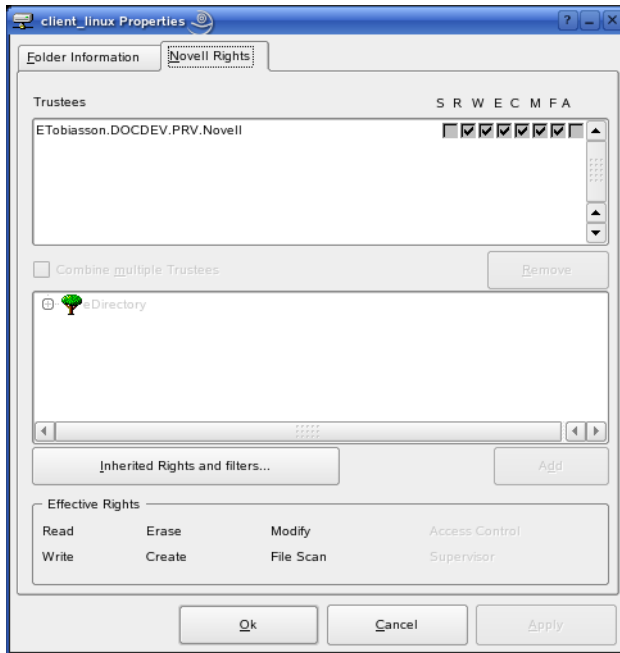 client_linux Properties
Folder Information
Novell Rights
Trustees
S R W E C M F A
ETobiasson.DOCDEV.PRV.Novell
Combine multiple Trustees
Remove
eDirectory
Inherited Rights and filters...
Add
Effective Rights
Read Erase Modify Access Control
Write Create File Scan Supervisor
Ok Cancel Apply